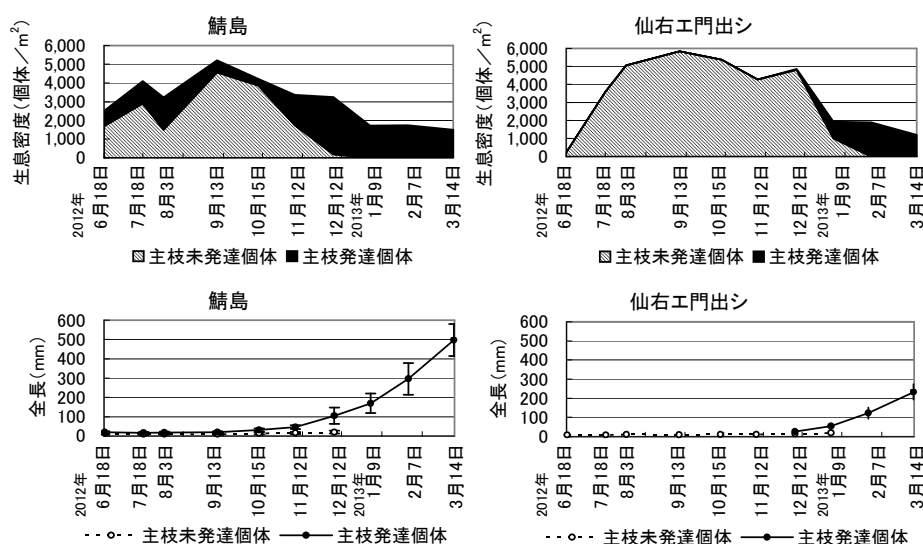 鯖島
生息密度(個体／m²)
6,000
5,000
4,000
3,000
2,000
1,000
0
2012年
6月18日
7月18日
8月3日
9月13日
10月15日
11月12日
12月12日
2013年
1月9日
2月7日
3月14日
主枝未発達個体 主枝発達個体
仙右エ門出シ
生息密度(個体／m²)
6,000
5,000
4,000
3,000
2,000
1,000
0
2012年
6月18日
7月18日
8月3日
9月13日
10月15日
11月12日
12月12日
2013年
1月9日
2月7日
3月14日
主枝未発達個体 主枝発達個体
鯖島
全長(mm)
600
500
400
300
200
100
0
2012年
6月18日
7月18日
8月3日
9月13日
10月15日
11月12日
12月12日
2013年
1月9日
2月7日
3月14日
主枝未発達個体 主枝発達個体
仙右エ門出シ
全長(mm)
600
500
400
300
200
100
0
2012年
6月18日
7月18日
8月3日
9月13日
10月15日
11月12日
12月12日
2013年
1月9日
2月7日
3月14日
主枝未発達個体 主枝発達個体